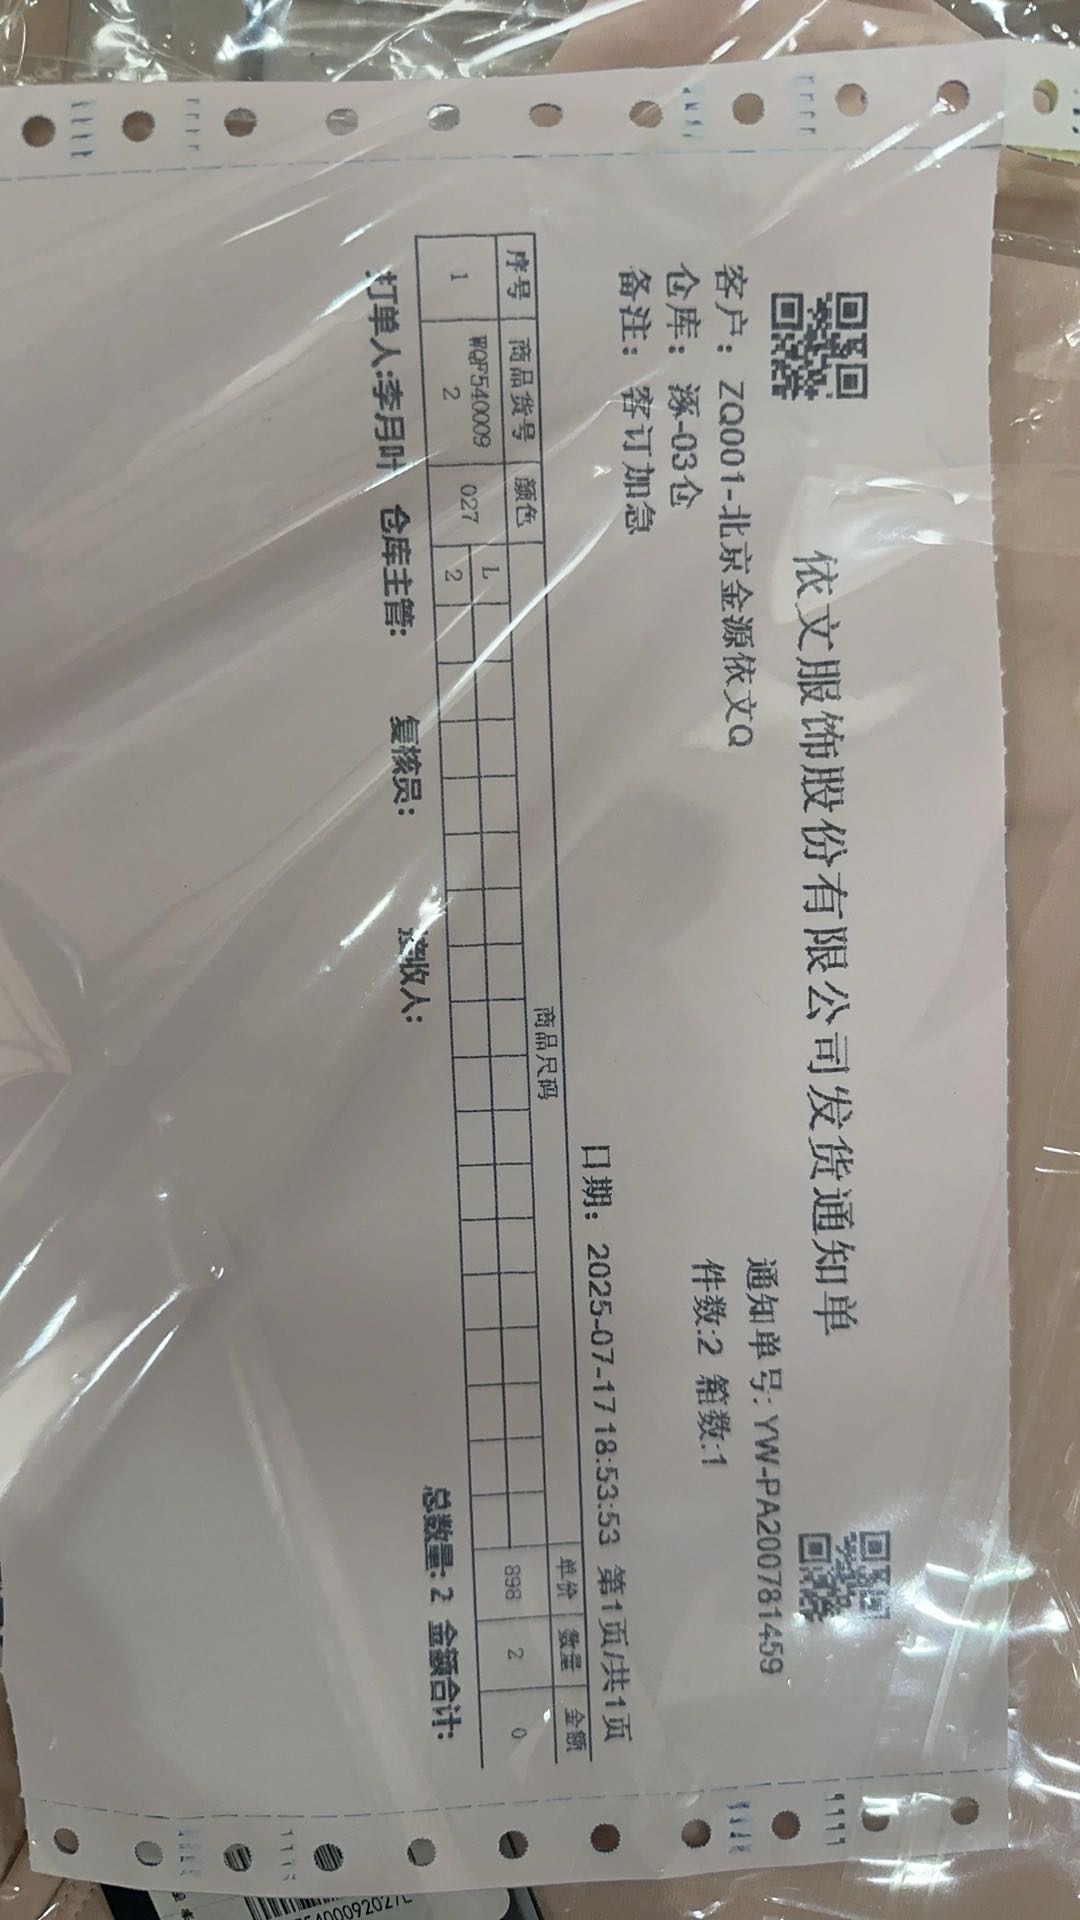 依文服饰股份有限公司发货通知单
客户：ZQ001-北京金源依文Q
通知单号:YW-PA200781459
仓库：涿-03仓
件数:2 箱数:1
备注：客订加急
日期：2025-07-17 18:53:53 第1页/共1页
序号 商品货号 颜色 商品尺码 单价 数量 金额
L
1 WQF5400092 027 2 898 2 0
打单人:李月叶 仓库主管: 复核员: 接收人: 总数量:2 金额合计:
5400092027L